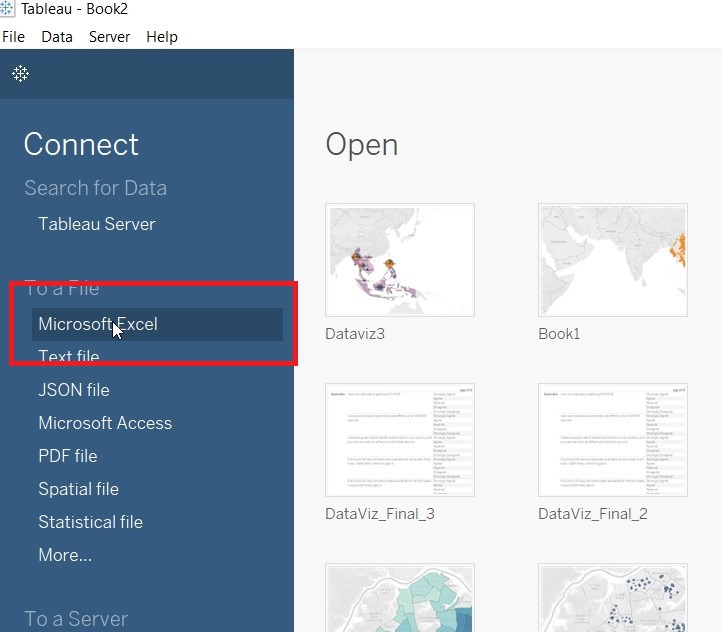 Tableau - Book2
File Data Server Help
Connect
Search for Data
Tableau Server
To a File
Microsoft Excel
Text file
JSON file
Microsoft Access
PDF file
Spatial file
Statistical file
More...
To a Server
Open
Dataviz3
Book1
DataViz_Final_3
DataViz_Final_2